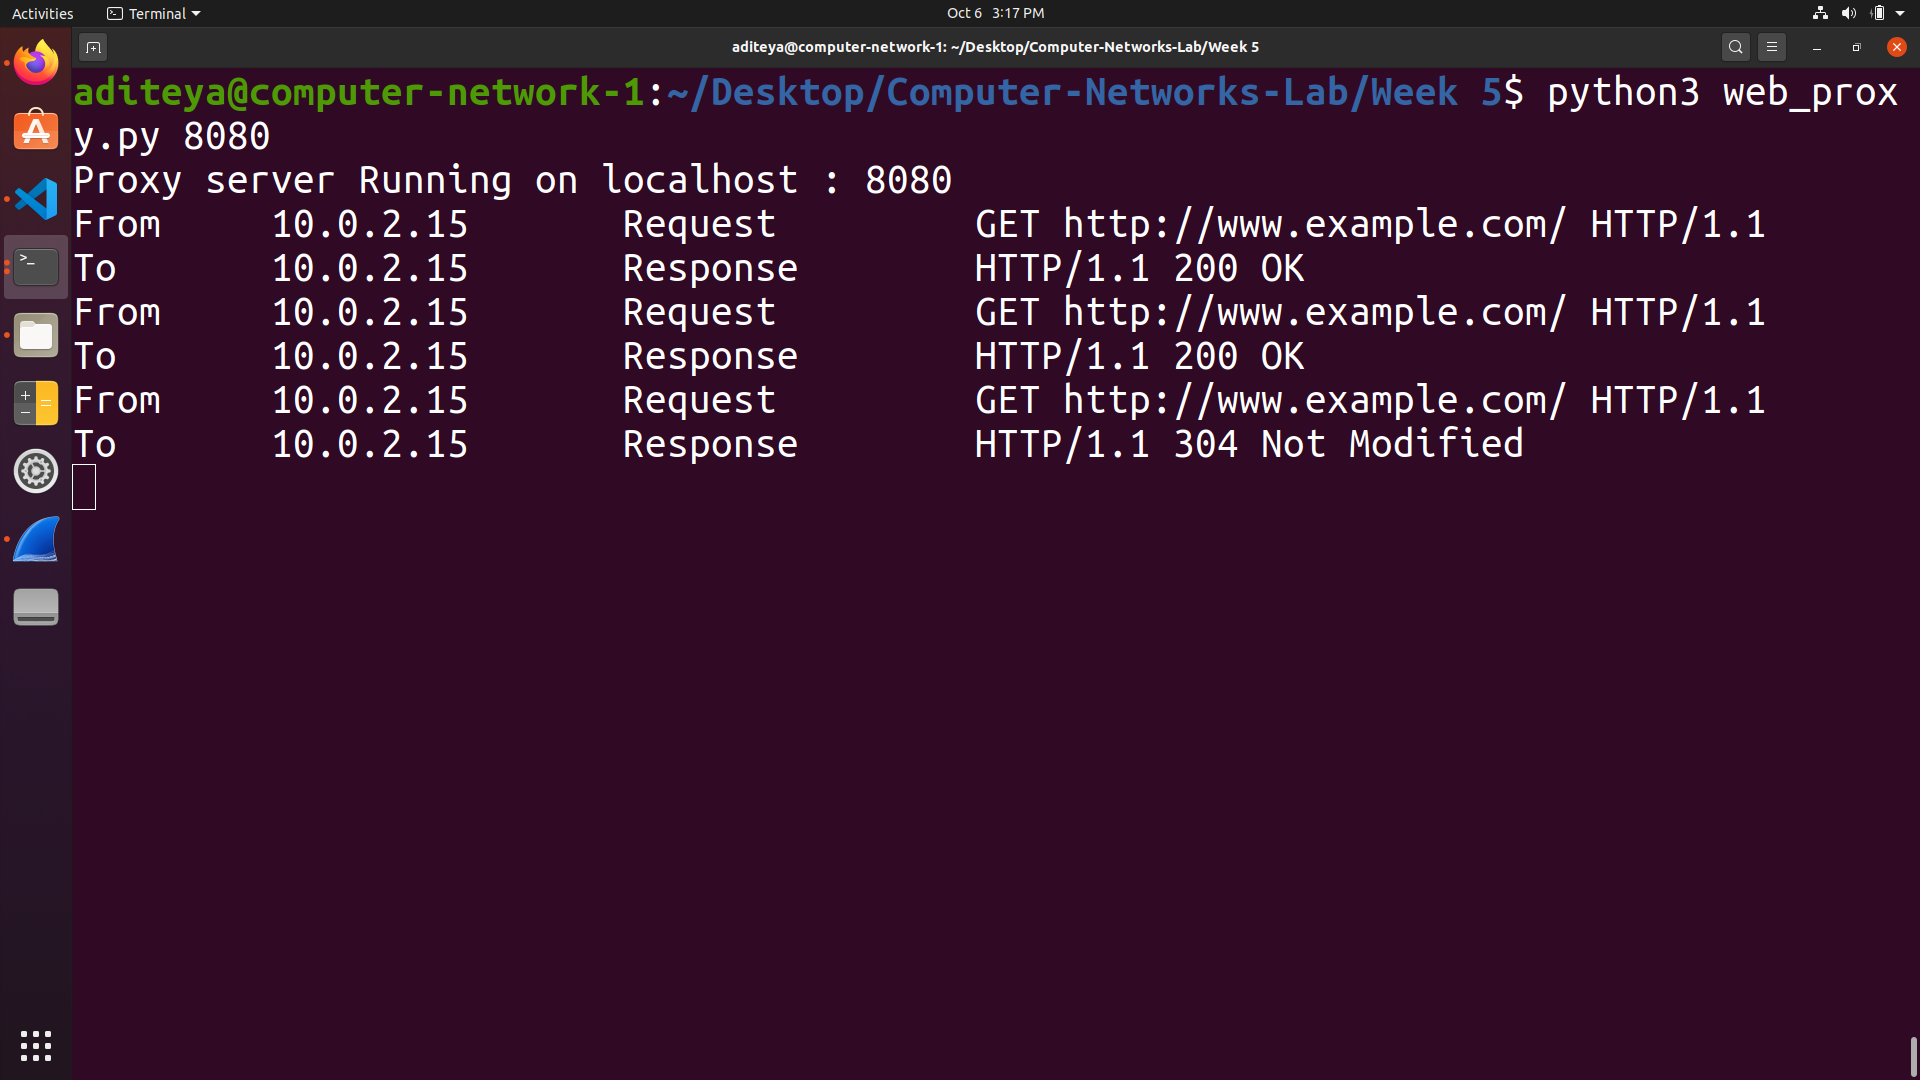 Activities Terminal Oct 6 3:17 PM
aditeya@computer-network-1: ~/Desktop/Computer-Networks-Lab/Week 5
aditeya@computer-network-1:~/Desktop/Computer-Networks-Lab/Week 5$ python3 web_prox
y.py 8080
Proxy server Running on localhost : 8080
From 10.0.2.15 Request GET http://www.example.com/ HTTP/1.1
To 10.0.2.15 Response HTTP/1.1 200 OK
From 10.0.2.15 Request GET http://www.example.com/ HTTP/1.1
To 10.0.2.15 Response HTTP/1.1 200 OK
From 10.0.2.15 Request GET http://www.example.com/ HTTP/1.1
To 10.0.2.15 Response HTTP/1.1 304 Not Modified